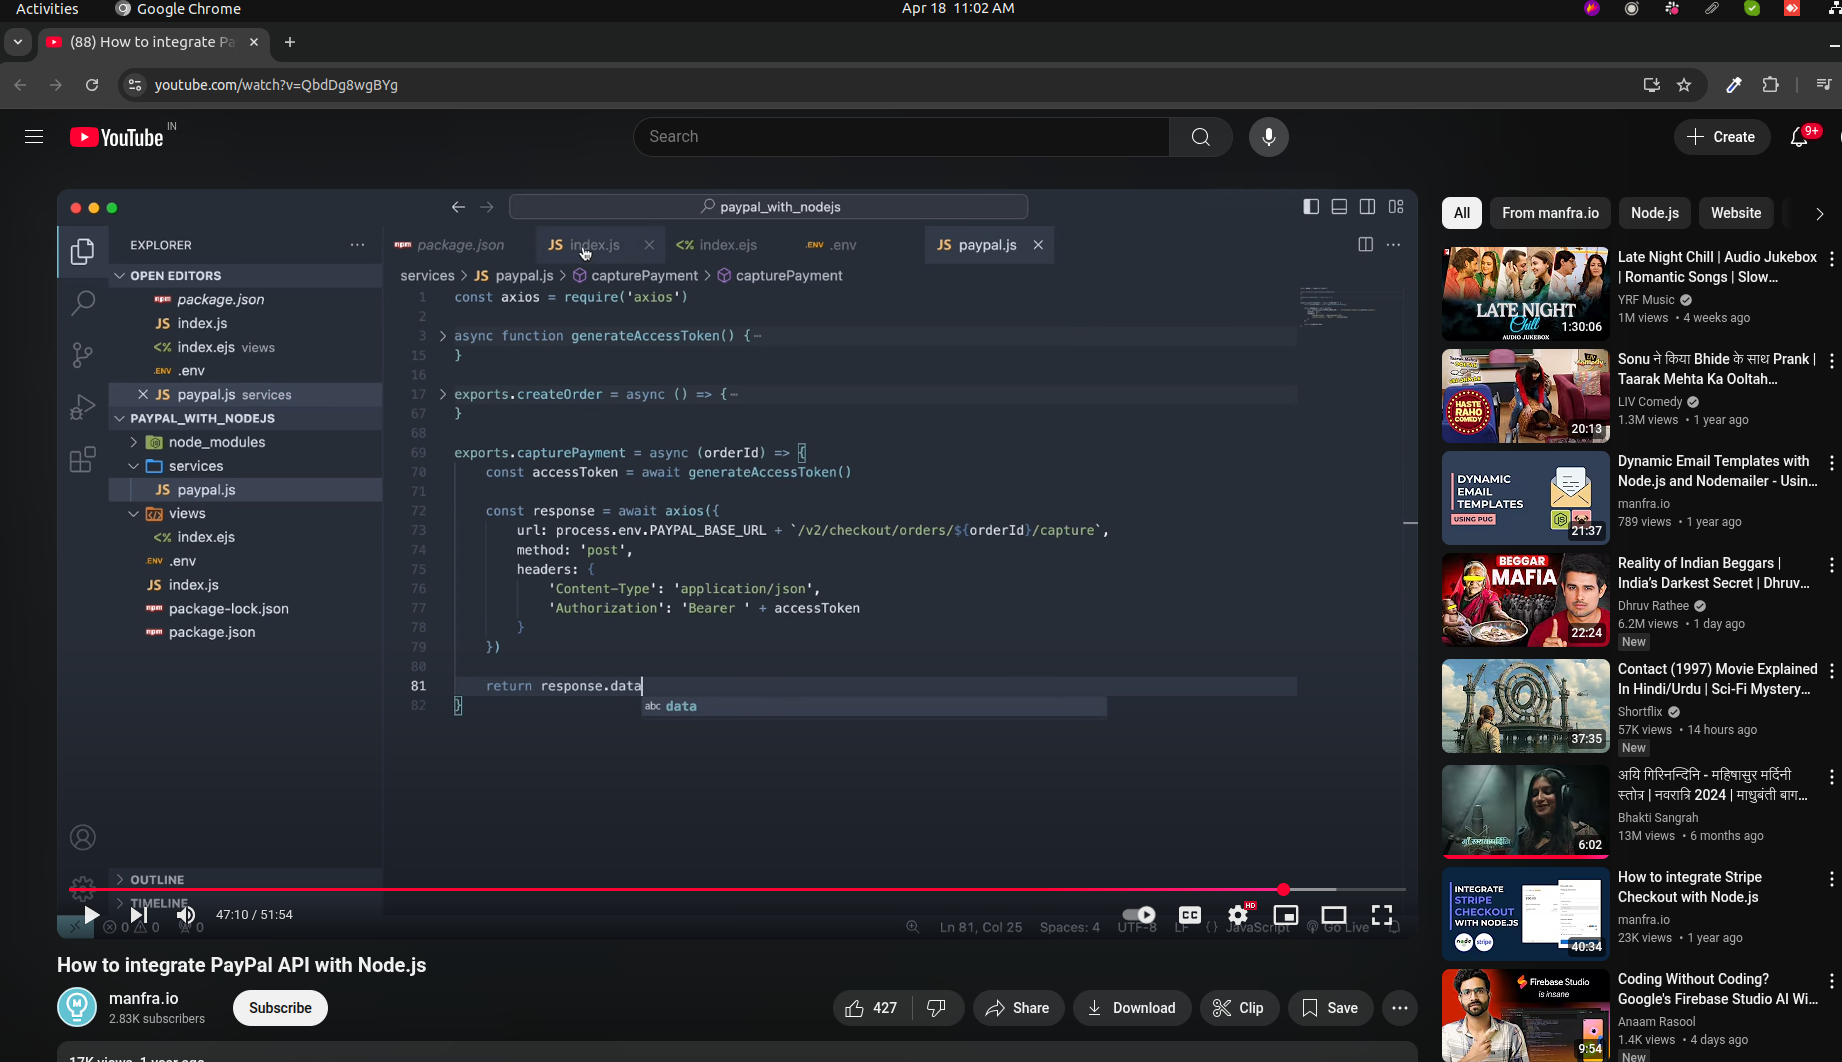 Activities
Google Chrome
Apr 18 11:02 AM
(88) How to integrate Pa
youtube.com/watch?v=QbdDg8wgBYg
YouTube IN
Search
Create
9+
paypal_with_nodejs
EXPLORER
OPEN EDITORS
package.json
index.js
index.ejs views
.env
paypal.js services
PAYPAL_WITH_NODEJS
node_modules
services
paypal.js
views
index.ejs
.env
index.js
package-lock.json
package.json
OUTLINE
TIMELINE
package.json
index.js
index.ejs
.env
paypal.js
services > JS paypal.js > capturePayment > capturePayment
1 const axios = require('axios')
2
3 async function generateAccessToken() {⋯
15 }
16
17 exports.createOrder = async () => {⋯
67 }
68
69 exports.capturePayment = async (orderId) => {
70 const accessToken = await generateAccessToken()
71
72 const response = await axios({
73 url: process.env.PAYPAL_BASE_URL + `/v2/checkout/orders/${orderId}/capture`,
74 method: 'post',
75 headers: {
76 'Content-Type': 'application/json',
77 'Authorization': 'Bearer ' + accessToken
78 }
79 })
80
81 return response.data
82 }
abc data
47:10 / 51:54
CC
HD
0 0 0
Ln 81, Col 25 Spaces: 4 UTF-8 LF {} JavaScript Go Live
How to integrate PayPal API with Node.js
manfra.io
2.83K subscribers
Subscribe
427
Share
Download
Clip
Save
17K views 1 year ago
All
From manfra.io
Node.js
Website
LATE NIGHT
Chill
AUDIO JUKEBOX
1:30:06
Late Night Chill | Audio Jukebox
| Romantic Songs | Slow...
YRF Music
1M views • 4 weeks ago
HASTE
RAHO
COMEDY
20:13
Sonu ने किया Bhide के साथ Prank |
Taarak Mehta Ka Ooltah...
LIV Comedy
1.3M views • 1 year ago
DYNAMIC
EMAIL
TEMPLATES
USING PUG
21:37
Dynamic Email Templates with
Node.js and Nodemailer - Usin...
manfra.io
789 views • 1 year ago
BEGGAR
MAFIA
22:24
Reality of Indian Beggars |
India's Darkest Secret | Dhruv...
Dhruv Rathee
6.2M views • 1 day ago
New
37:35
Contact (1997) Movie Explained
In Hindi/Urdu | Sci-Fi Mystery...
Shortflix
57K views • 14 hours ago
New
6:02
अयि गिरिनन्दिनि - महिषासुर मर्दिनी
स्तोत्र | नवरात्रि 2024 | माधुबंती बाग...
Bhakti Sangrah
13M views • 6 months ago
INTEGRATE
STRIPE
CHECKOUT
WITH NODE.JS
node
stripe
40:34
How to integrate Stripe
Checkout with Node.js
manfra.io
23K views • 1 year ago
Firebase Studio
is insane
9:54
Coding Without Coding?
Google's Firebase Studio AI Wi...
Anaam Rasool
1.4K views • 4 days ago
New